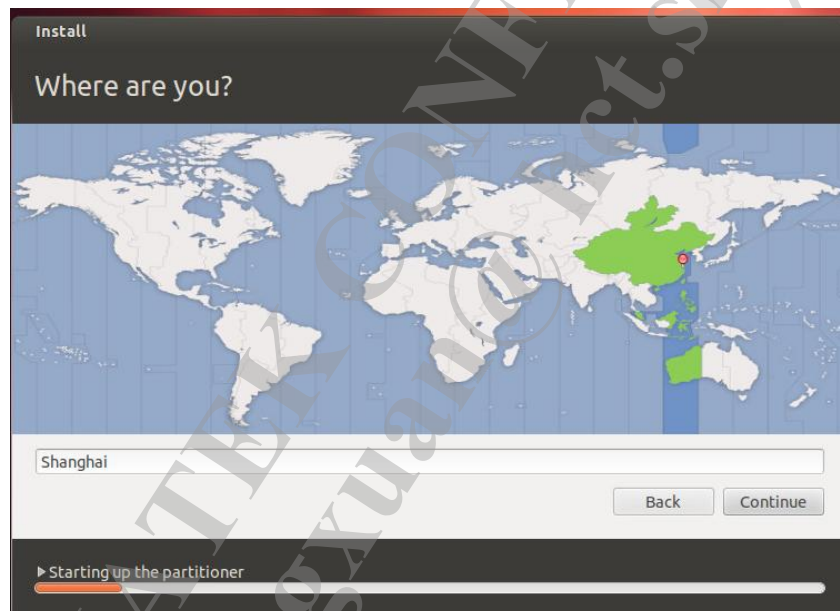 Install
Where are you?
Shanghai
Back Continue
Starting up the partitioner